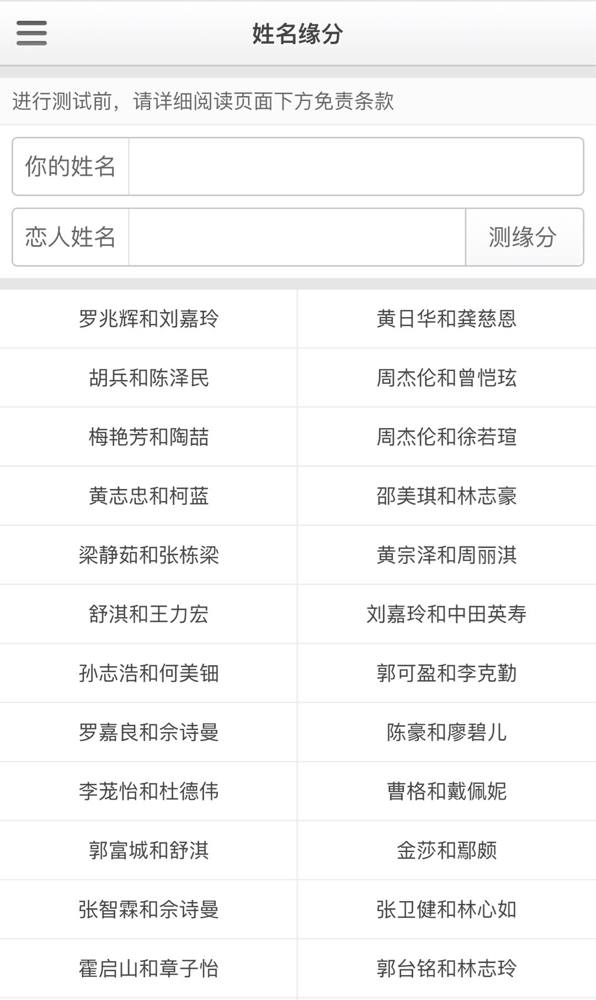 姓名缘分
进行测试前，请详细阅读页面下方免责条款
你的姓名
恋人姓名 测缘分
罗兆辉和刘嘉玲 黄日华和龚慈恩
胡兵和陈泽民 周杰伦和曾恺玹
梅艳芳和陶喆 周杰伦和徐若瑄
黄志忠和柯蓝 邵美琪和林志豪
梁静茹和张栋梁 黄宗泽和周丽淇
舒淇和王力宏 刘嘉玲和中田英寿
孙志浩和何美钿 郭可盈和李克勤
罗嘉良和佘诗曼 陈豪和廖碧儿
李茏怡和杜德伟 曹格和戴佩妮
郭富城和舒淇 金莎和鄢颇
张智霖和佘诗曼 张卫健和林心如
霍启山和章子怡 郭台铭和林志玲